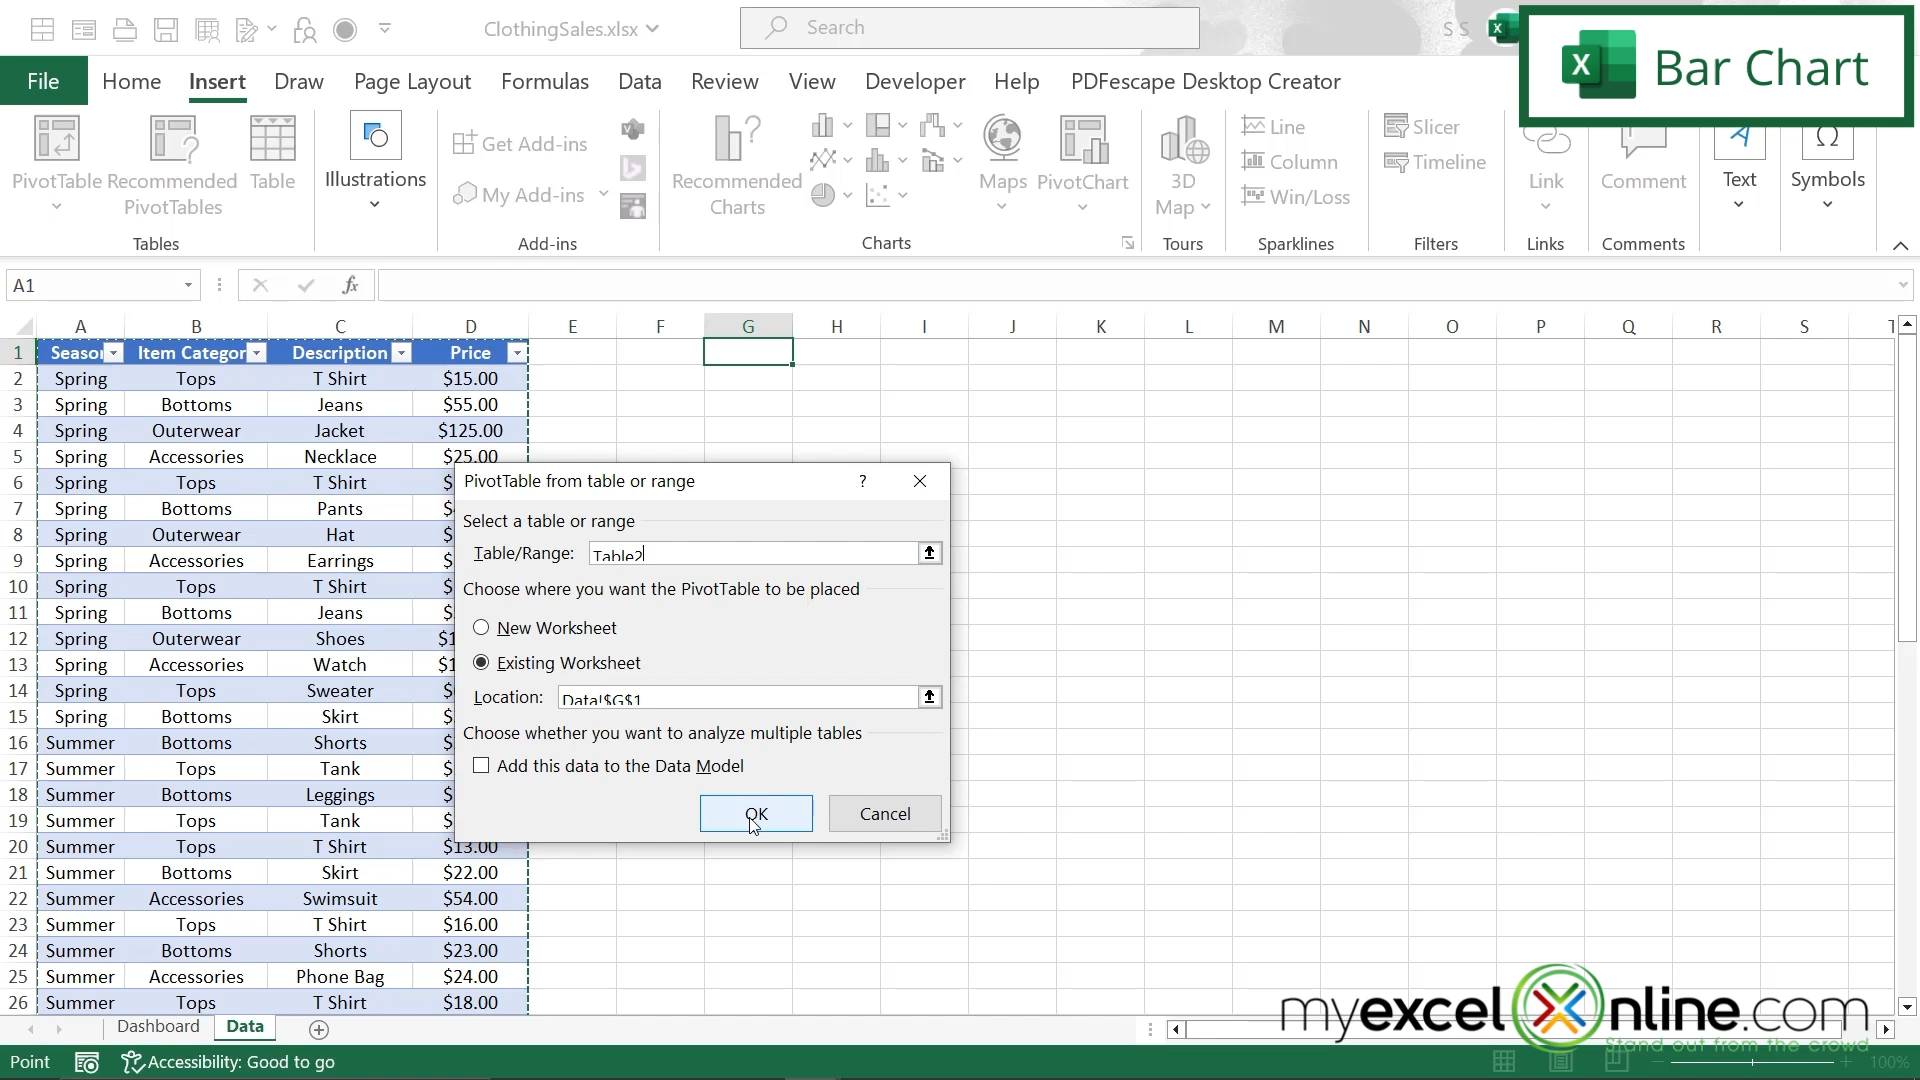 ClothingSales.xlsx
Search
S S
Bar Chart
File Home Insert Draw Page Layout Formulas Data Review View Developer Help PDFescape Desktop Creator
PivotTable
Recommended PivotTables
Table
Tables
Illustrations
Get Add-ins
My Add-ins
Add-ins
Recommended Charts
Maps
PivotChart
Charts
3D Map
Tours
Line
Column
Win/Loss
Sparklines
Slicer
Timeline
Filters
Link
Links
Comment
Comments
Text
Symbols
A1
fx
A B C D E F G H I J K L M N O P Q R S
1 Item Categor Description Price
2 Spring Tops T Shirt $15.00
3 Spring Bottoms Jeans $55.00
4 Spring Outerwear Jacket $125.00
5 Spring Accessories Necklace $25.00
6 Spring Tops T Shirt
7 Spring Bottoms Pants
8 Spring Outerwear Hat
9 Spring Accessories Earrings
10 Spring Tops T Shirt
11 Spring Bottoms Jeans
12 Spring Outerwear Shoes
13 Spring Accessories Watch
14 Spring Tops Sweater
15 Spring Bottoms Skirt
16 Summer Bottoms Shorts
17 Summer Tops Tank
18 Summer Bottoms Leggings
19 Summer Tops Tank
20 Summer Tops T Shirt $13.00
21 Summer Bottoms Skirt $22.00
22 Summer Accessories Swimsuit $54.00
23 Summer Tops T Shirt $16.00
24 Summer Bottoms Shorts $23.00
25 Summer Accessories Phone Bag $24.00
26 Summer Tops T Shirt $18.00
PivotTable from table or range ?
Select a table or range
Table/Range: Table2
Choose where you want the PivotTable to be placed
New Worksheet
Existing Worksheet
Location: Data!$G$1
Choose whether you want to analyze multiple tables
Add this data to the Data Model
OK Cancel
Dashboard Data
myexcelonline.com
Stand out from the crowd
Point Accessibility: Good to go
100%